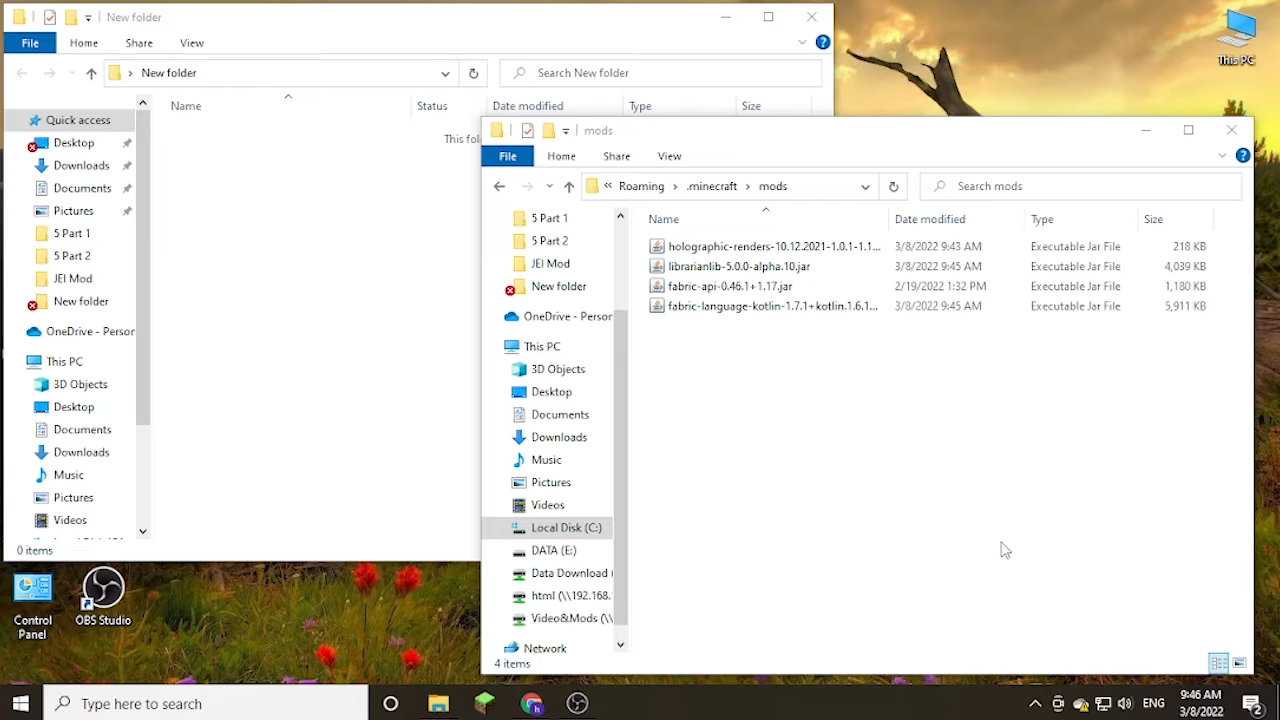 New folder
File Home Share View
New folder
Search New folder
Name Status Date modified Type Size
This
Quick access
Desktop
Downloads
Documents
Pictures
5 Part 1
5 Part 2
JEI Mod
New folder
OneDrive - Person
This PC
3D Objects
Desktop
Documents
Downloads
Music
Pictures
Videos
0 items
mods
File Home Share View
« Roaming .minecraft mods
Search mods
Name Date modified Type Size
holographic-renders-10.12.2021-1.0.1-1.1... 3/8/2022 9:43 AM Executable Jar File 218 KB
librarianlib-5.0.0-alpha.10.jar 3/8/2022 9:45 AM Executable Jar File 4,039 KB
fabric-api-0.46.1+1.17.jar 2/19/2022 1:32 PM Executable Jar File 1,180 KB
fabric-language-kotlin-1.7.1+kotlin.1.6.1... 3/8/2022 9:45 AM Executable Jar File 5,911 KB
5 Part 1
5 Part 2
JEI Mod
New folder
OneDrive - Person
This PC
3D Objects
Desktop
Documents
Downloads
Music
Pictures
Videos
Local Disk (C:)
DATA (E:)
Data Download (
html (\\192.168.
Video&Mods (\\
Network
4 items
This PC
Control
Panel
OBS Studio
Type here to search
ENG
9:46 AM
3/8/2022
2